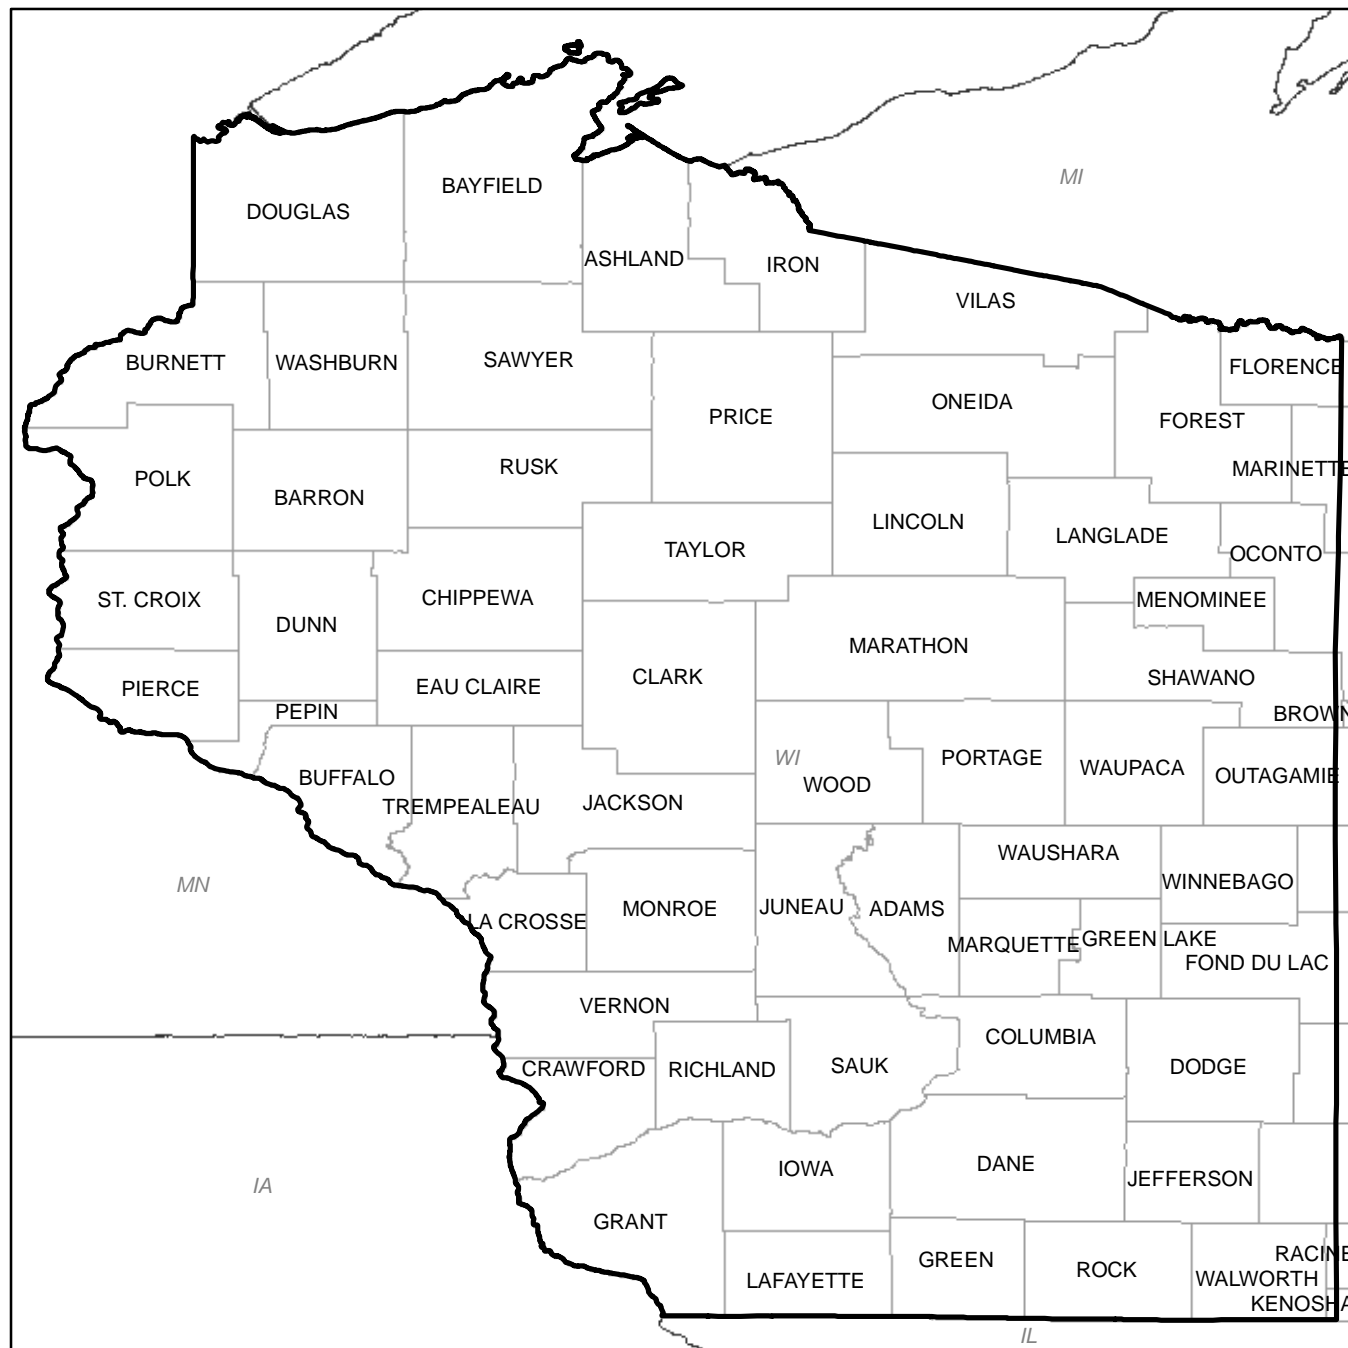 MI
BAYFIELD
DOUGLAS
ASHLAND
IRON
VILAS
BURNETT
WASHBURN
SAWYER
FLORENCE
ONEIDA
PRICE
FOREST
RUSK
MARINETTE
POLK
BARRON
LINCOLN
LANGLADE
TAYLOR
OCONTO
ST. CROIX
CHIPPEWA
MENOMINEE
DUNN
MARATHON
CLARK
SHAWANO
PIERCE
EAU CLAIRE
PEPIN
BROWN
WI
PORTAGE
WAUPACA
OUTAGAMIE
BUFFALO
WOOD
TREMPEALEAU
JACKSON
WAUSHARA
WINNEBAGO
MN
MONROE
JUNEAU
ADAMS
LA CROSSE
MARQUETTE
GREEN LAKE
FOND DU LAC
VERNON
COLUMBIA
CRAWFORD
RICHLAND
SAUK
DODGE
IOWA
DANE
JEFFERSON
IA
GRANT
GREEN
RACINE
ROCK
LAFAYETTE
WALWORTH
KENOSHA
IL